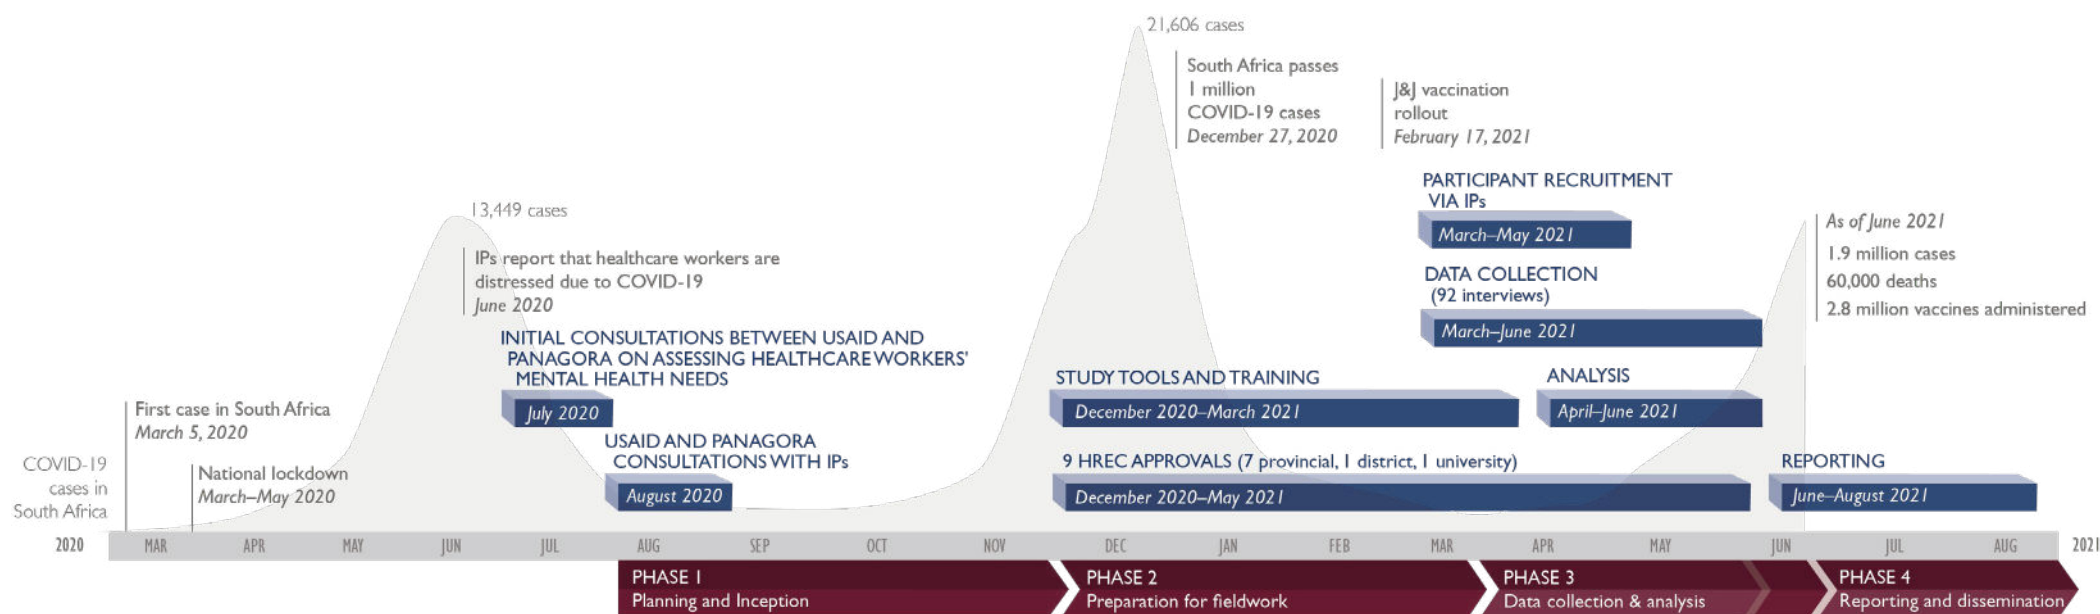 21,606 cases
South Africa passes
1 million
COVID-19 cases
December 27, 2020
J&J vaccination
rollout
February 17, 2021
PARTICIPANT RECRUITMENT
VIA IPs
March–May 2021
13,449 cases
As of June 2021
1.9 million cases
60,000 deaths
2.8 million vaccines administered
IPs report that healthcare workers are
distressed due to COVID-19
June 2020
DATA COLLECTION
(92 interviews)
March–June 2021
INITIAL CONSULTATIONS BETWEEN USAID AND
PANAGORA ON ASSESSING HEALTHCARE WORKERS'
MENTAL HEALTH NEEDS
July 2020
STUDY TOOLS AND TRAINING
December 2020–March 2021
ANALYSIS
April–June 2021
First case in South Africa
March 5, 2020
USAID AND PANAGORA
CONSULTATIONS WITH IPs
August 2020
9 HREC APPROVALS (7 provincial, 1 district, 1 university)
December 2020–May 2021
REPORTING
June–August 2021
COVID-19
cases in
South Africa
National lockdown
March–May 2020
2020 MAR APR MAY JUN JUL AUG SEP OCT NOV DEC JAN FEB MAR APR MAY JUN JUL AUG 2021
PHASE 1
Planning and Inception
PHASE 2
Preparation for fieldwork
PHASE 3
Data collection & analysis
PHASE 4
Reporting and dissemination